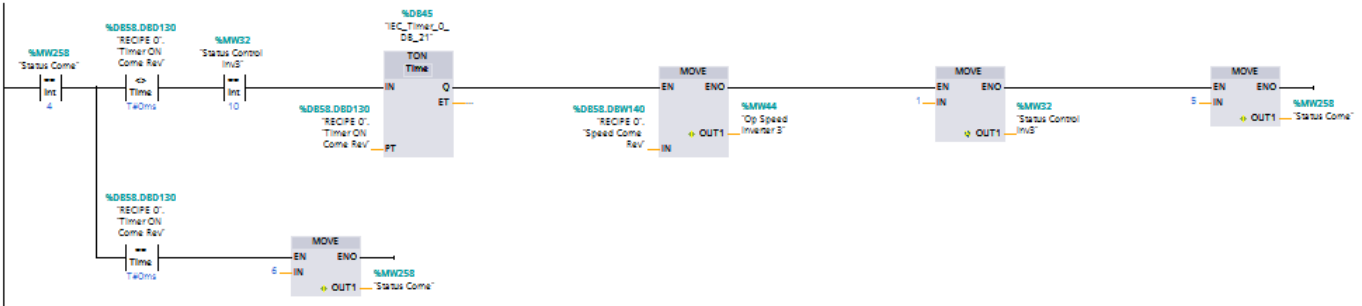 %DB45
"IEC_Timer_0_
DB_21"
%DB58.DBD130
"RECIPE 0".
"Timer ON
Come Rev"
%MW258
"Status Come"
%MW32
"Status Control
Inv3"
==
Int
4
<>
Time
T#0ms
==
Int
10
TON
Time
IN
Q
ET
%DB58.DBD130
"RECIPE 0".
"Timer ON
Come Rev"
PT
MOVE
EN
ENO
%DB58.DBW140
"RECIPE 0".
"Speed Come
Rev"
IN
OUT1
%MW44
"Op Speed
Inverter 3"
MOVE
EN
ENO
1
IN
OUT1
%MW32
"Status Control
Inv3"
MOVE
EN
ENO
5
IN
OUT1
%MW258
"Status Come"
%DB58.DBD130
"RECIPE 0".
"Timer ON
Come Rev"
==
Time
T#0ms
MOVE
EN
ENO
6
IN
OUT1
%MW258
"Status Come"